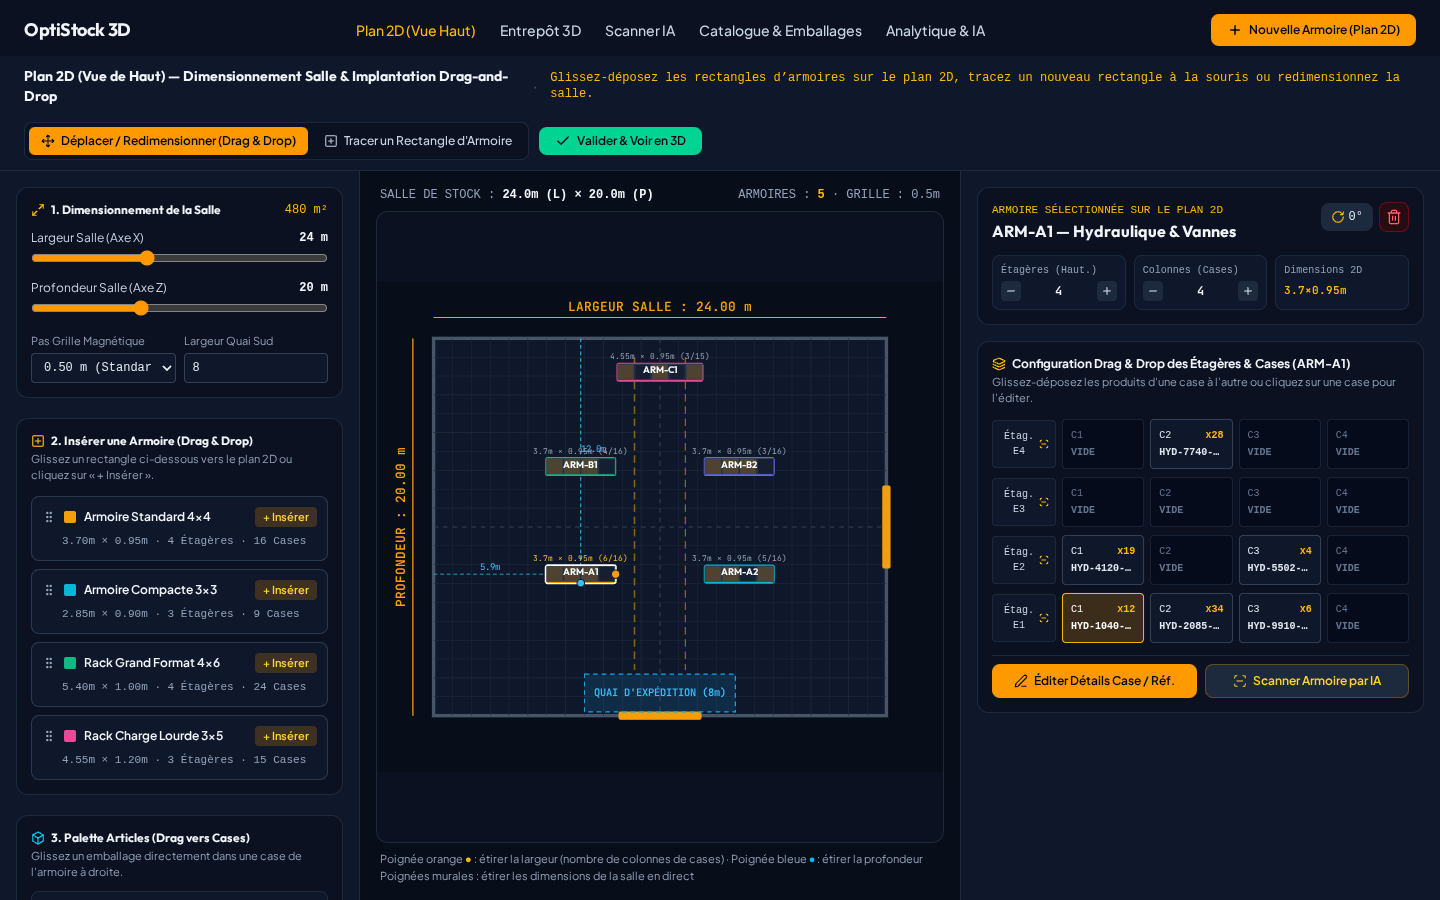 OptiStock 3D
Plan 2D (Vue Haut)
Entrepôt 3D
Scanner IA
Catalogue & Emballages
Analytique & IA
Nouvelle Armoire (Plan 2D)
Plan 2D (Vue de Haut) — Dimensionnement Salle & Implantation Drag-and-
Drop
Glissez-déposez les rectangles d’armoires sur le plan 2D, tracez un nouveau rectangle à la souris ou redimensionnez la
salle.
Déplacer / Redimensionner (Drag & Drop)
Tracer un Rectangle d'Armoire
Valider & Voir en 3D
1. Dimensionnement de la Salle
480 m²
Largeur Salle (Axe X)
24 m
Profondeur Salle (Axe Z)
20 m
Pas Grille Magnétique
Largeur Quai Sud
0.50 m (Standar
8
2. Insérer une Armoire (Drag & Drop)
Glissez un rectangle ci-dessous vers le plan 2D ou
cliquez sur « + Insérer ».
Armoire Standard 4×4
+ Insérer
3.70m × 0.95m · 4 Étagères · 16 Cases
Armoire Compacte 3×3
+ Insérer
2.85m × 0.90m · 3 Étagères · 9 Cases
Rack Grand Format 4×6
+ Insérer
5.40m × 1.00m · 4 Étagères · 24 Cases
Rack Charge Lourde 3×5
+ Insérer
4.55m × 1.20m · 3 Étagères · 15 Cases
3. Palette Articles (Drag vers Cases)
Glissez un emballage directement dans une case de
l'armoire à droite.
SALLE DE STOCK : 24.0m (L) × 20.0m (P)
ARMOIRES : 5 · GRILLE : 0.5m
LARGEUR SALLE : 24.00 m
PROFONDEUR : 20.00 m
4.55m × 0.95m (3/15)
ARM-C1
3.7m × 0.95m (4/16)
12.0m
ARM-B1
3.7m × 0.95m (3/16)
ARM-B2
3.7m × 0.95m (6/16)
5.9m
ARM-A1
3.7m × 0.95m (5/16)
ARM-A2
QUAI D'EXPÉDITION (8m)
Poignée orange ● : étirer la largeur (nombre de colonnes de cases) · Poignée bleue ● : étirer la profondeur
Poignées murales : étirer les dimensions de la salle en direct
ARMOIRE SÉLECTIONNÉE SUR LE PLAN 2D
ARM-A1 — Hydraulique & Vannes
0°
Étagères (Haut.)
− 4 +
Colonnes (Cases)
− 4 +
Dimensions 2D
3.7×0.95m
Configuration Drag & Drop des Étagères & Cases (ARM-A1)
Glissez-déposez les produits d'une case à l'autre ou cliquez sur une case pour
l'éditer.
Étag.
E4
C1
VIDE
C2 x28
HYD-7740-…
C3
VIDE
C4
VIDE
Étag.
E3
C1
VIDE
C2
VIDE
C3
VIDE
C4
VIDE
Étag.
E2
C1 x19
HYD-4120-…
C2
VIDE
C3 x4
HYD-5502-…
C4
VIDE
Étag.
E1
C1 x12
HYD-1040-…
C2 x34
HYD-2085-…
C3 x6
HYD-9910-…
C4
VIDE
Éditer Détails Case / Réf.
Scanner Armoire par IA